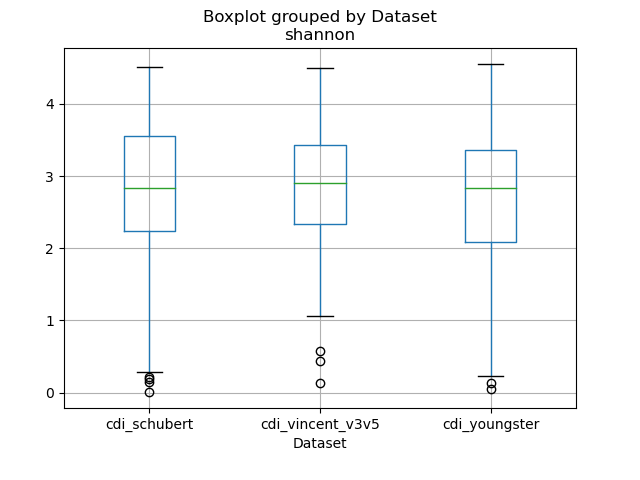 Boxplot grouped by Dataset
shannon
4
3
2
1
0
cdi_schubert
cdi_vincent_v3v5
cdi_youngster
Dataset